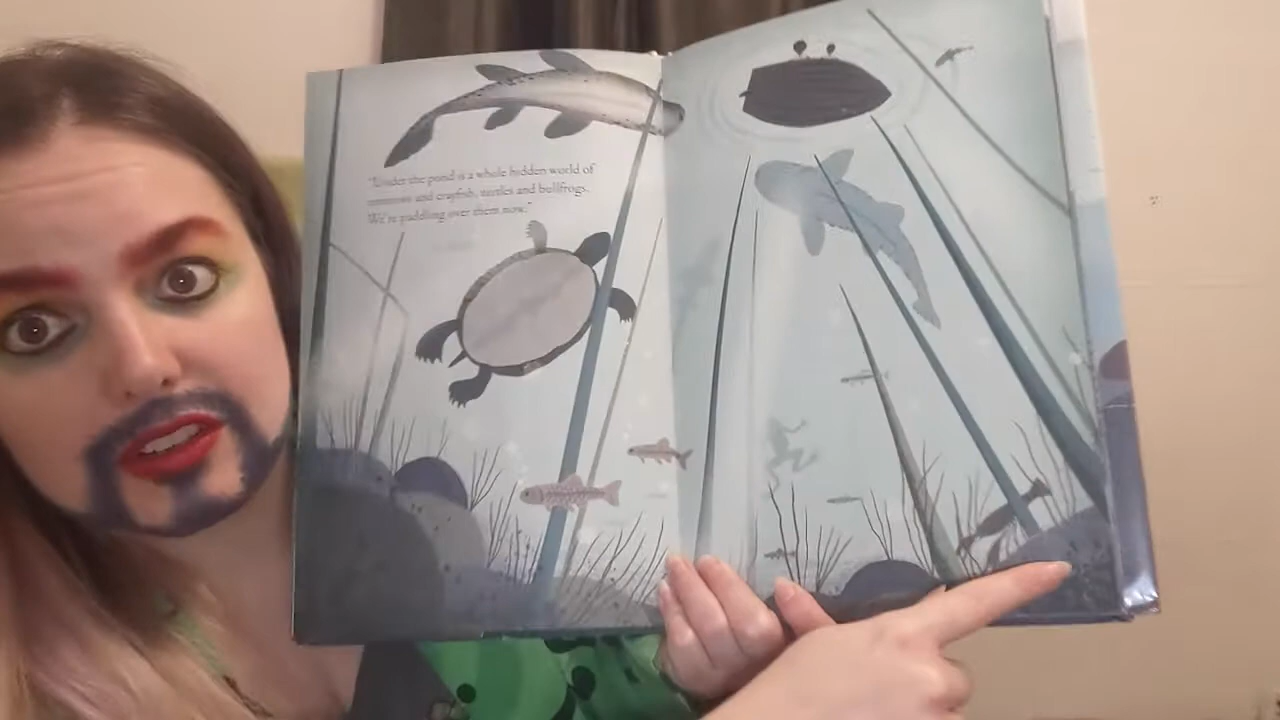 "Under the pond is a whole hidden world of
minnows and crayfish, turtles and bullfrogs.
We're paddling over them now."